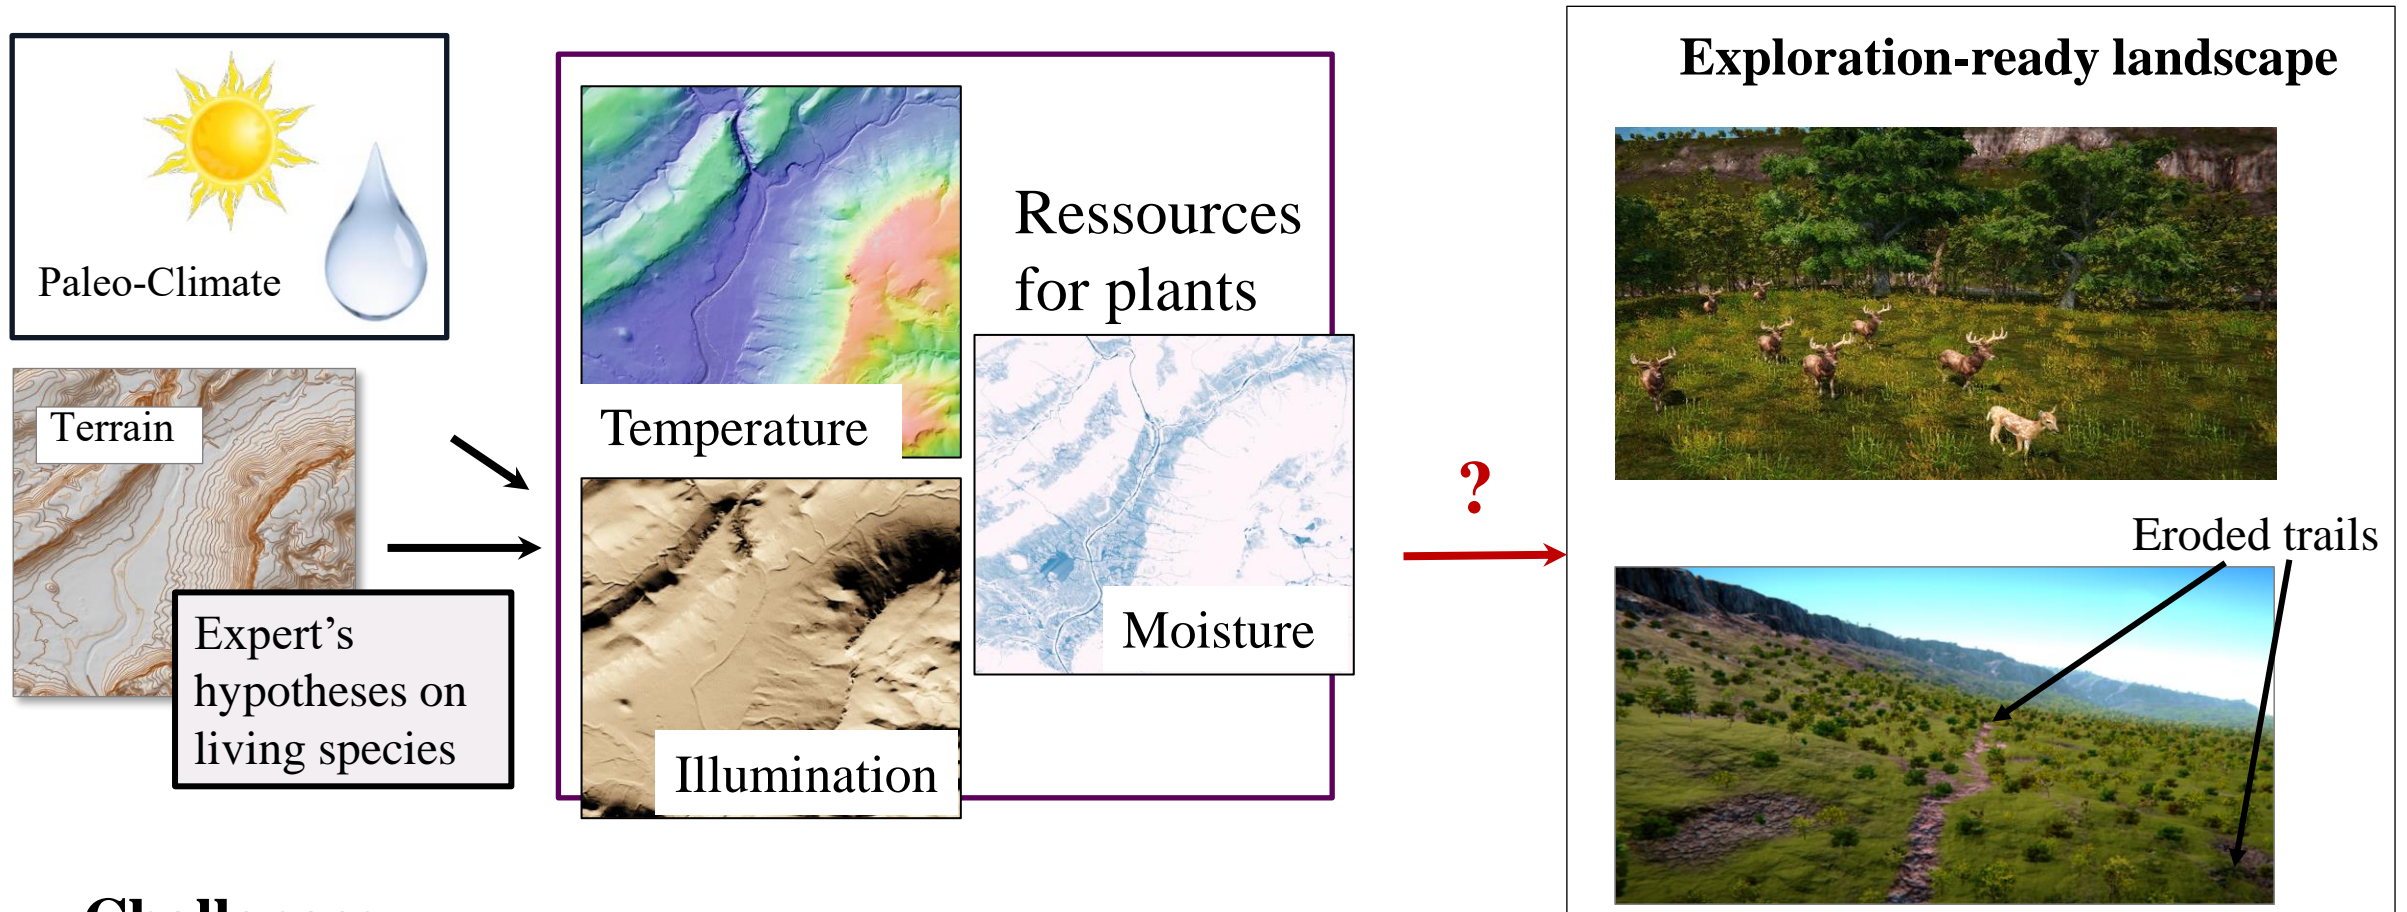 Paleo-Climate
Terrain
Expert's
hypotheses on
living species
Ressources
for plants
Temperature
Moisture
Illumination
?
Exploration-ready landscape
Eroded trails